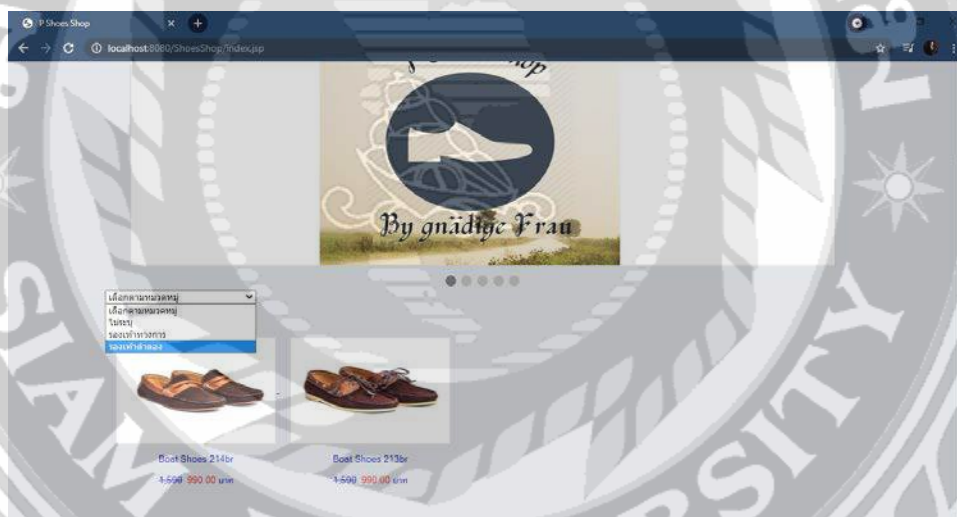 P Shoes Shop
localhost:8080/ShoesShop/index.jsp
By gnädige Frau
เลือกตามหมวดหมู่
เลือกตามหมวดหมู่
ไม่ระบุ
รองเท้าทางการ
รองเท้าลำลอง
Boat Shoes 214br
Boat Shoes 213br
1,590 990.00 บาท
1,590 990.00 บาท
SIAM UNIVERSITY